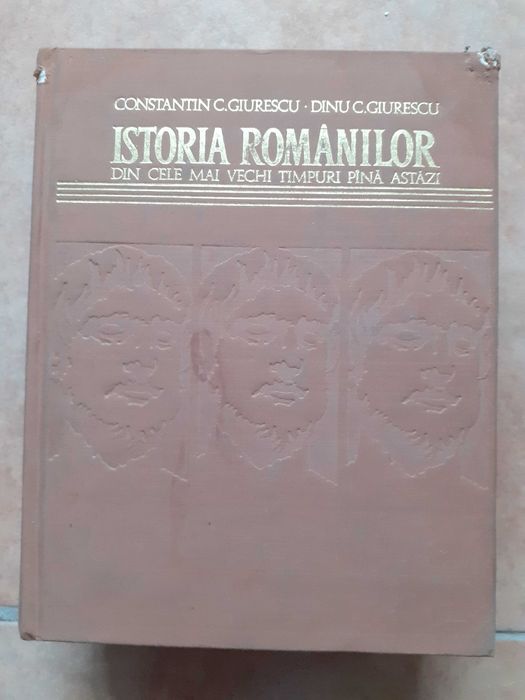 CONSTANTIN C. GIURESCU · DINU C. GIURESCU
ISTORIA ROMÂNILOR
DIN CELE MAI VECHI TIMPURI PÎNĂ ASTĂZI